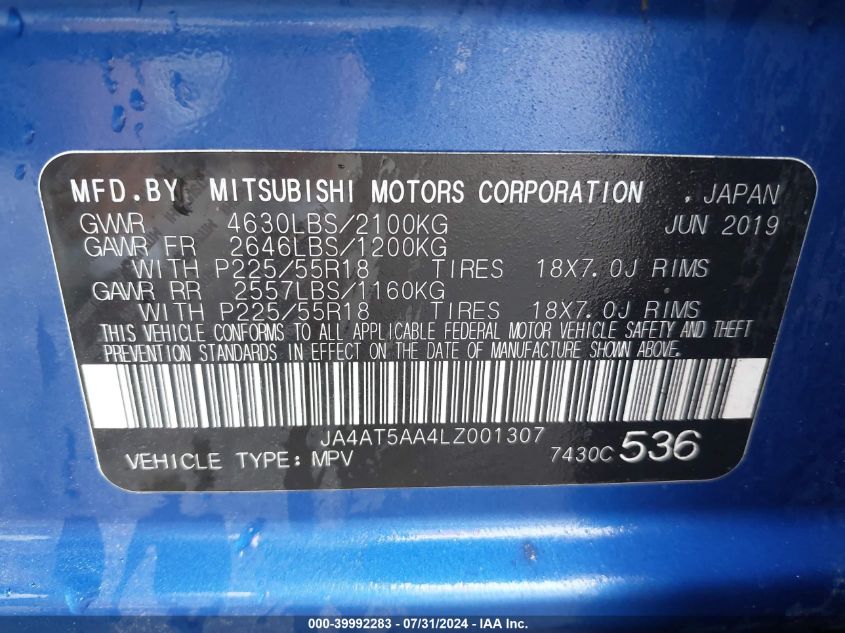 MFD.BY MITSUBISHI MOTORS CORPORATION . JAPAN
GVWR 4630LBS/2100KG JUN 2019
GAWR FR 2646LBS/1200KG
WITH P225/55R18 TIRES 18X7.0J RIMS
GAWR RR 2557LBS/1160KG
WITH P225/55R18 TIRES 18X7.0J RIMS
THIS VEHICLE CONFORMS TO ALL APPLICABLE FEDERAL MOTOR VEHICLE SAFETY AND THEFT
PREVENTION STANDARDS IN EFFECT ON THE DATE OF MANUFACTURE SHOWN ABOVE.
JA4AT5AA4LZ001307
VEHICLE TYPE: MPV 7430C 536
000-39992283 - 07/31/2024 - IAA Inc.